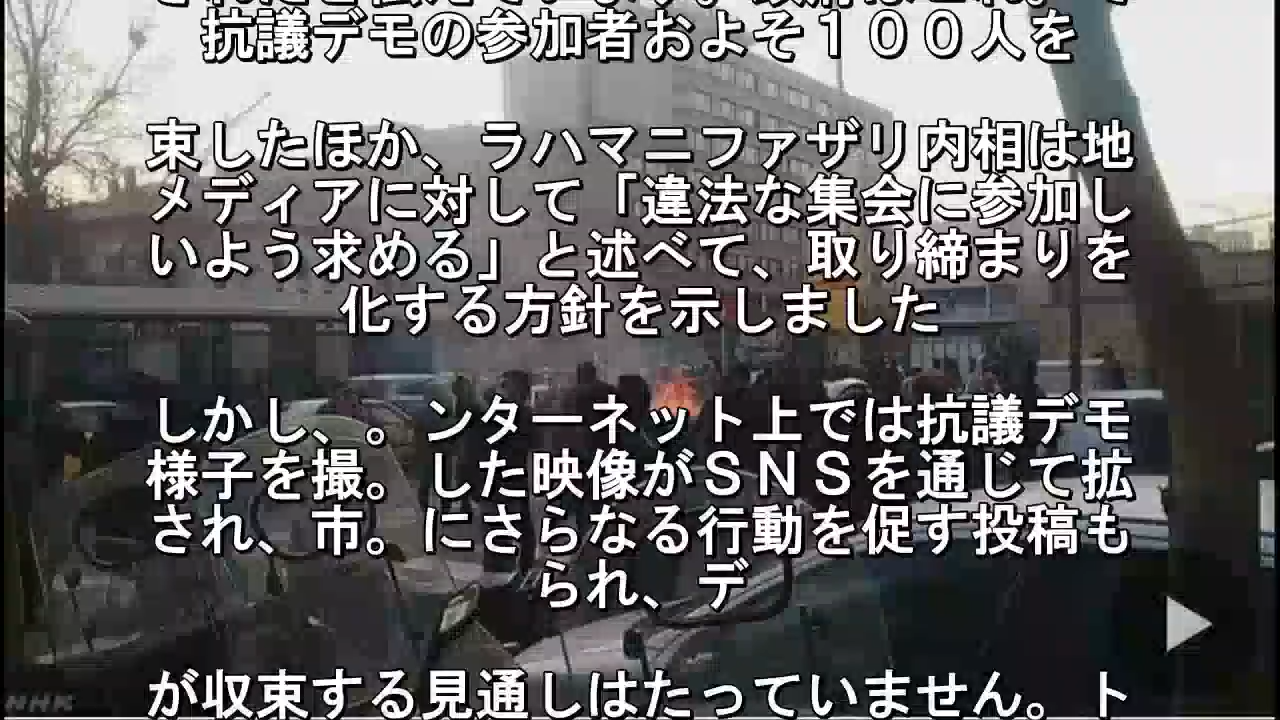 抗議デモの参加者およそ１００人を
束したほか、ラハマニファザリ内相は地
メディアに対して「違法な集会に参加し
いよう求める」と述べて、取り締まりを
化する方針を示しました
しかし、。ンターネット上では抗議デモ
様子を撮。した映像がＳＮＳを通じて拡
され、市。にさらなる行動を促す投稿も
られ、デ
が収束する見通しはたっていません。ト
NHK